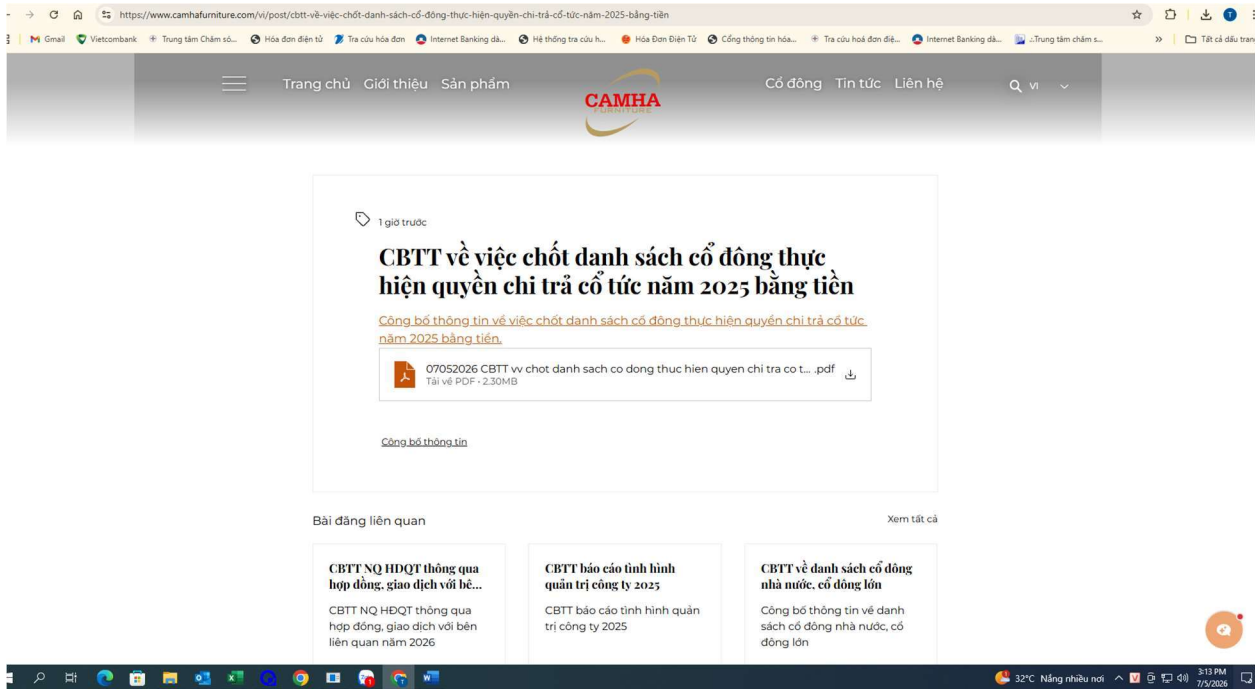 https://www.camhafurniture.com/vi/post/cbtt-về-việc-chốt-danh-sách-cổ-đông-thực-hiện-quyền-chi-trả-cổ-tức-năm-2025-bằng-tiền
Gmail Vietcombank Trung tâm Chăm só... Hóa đơn điện tử Tra cứu hóa đơn Internet Banking dà... Hệ thống tra cứu h... Hóa Đơn Điện Tử Cổng thông tin hóa... Tra cứu hoá đơn điệ... Internet Banking dà... .:Trung tâm chăm s... » Tất cả dấu tran
Trang chủ Giới thiệu Sản phẩm CAMHA Cổ đông Tin tức Liên hệ VI
FURNITURE
1 giờ trước
CBTT về việc chốt danh sách cổ đông thực
hiện quyền chi trả cổ tức năm 2025 bằng tiền
Công bố thông tin về việc chốt danh sách cổ đông thực hiện quyền chi trả cổ tức
năm 2025 bằng tiền.
07052026 CBTT vv chot danh sach co dong thuc hien quyen chi tra co t... .pdf
Tải về PDF • 2.30MB
Công bố thông tin
Bài đăng liên quan Xem tất cả
CBTT NQ HĐQT thông qua
hợp đồng, giao dịch với bê...
CBTT NQ HĐQT thông qua
hợp đồng, giao dịch với bên
liên quan năm 2026
CBTT báo cáo tình hình
quản trị công ty 2025
CBTT báo cáo tình hình quản
trị công ty 2025
CBTT về danh sách cổ đông
nhà nước, cổ đông lớn
Công bố thông tin về danh
sách cổ đông nhà nước, cổ
đông lớn
32°C Nắng nhiều nơi 3:13 PM
7/5/2026